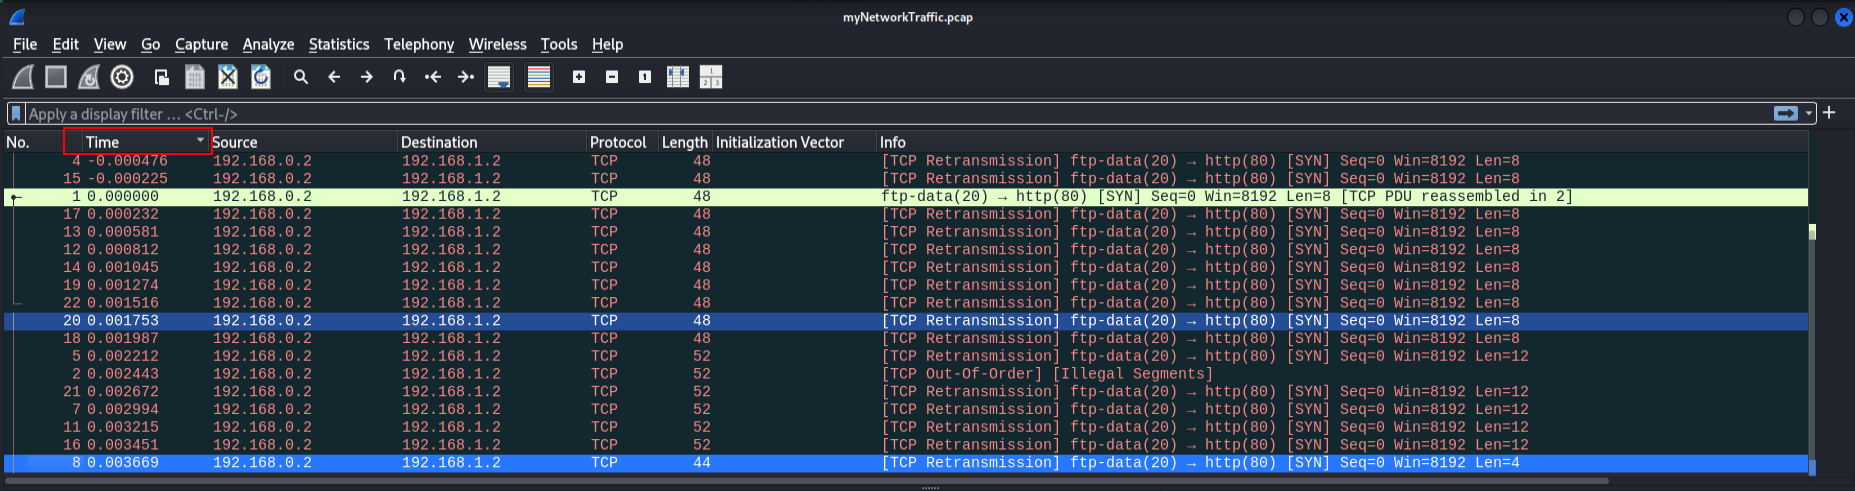 myNetworkTraffic.pcap
File Edit View Go Capture Analyze Statistics Telephony Wireless Tools Help
Apply a display filter … <Ctrl-/>
No. Time Source Destination Protocol Length Initialization Vector Info
4 -0.000476 192.168.0.2 192.168.1.2 TCP 48 [TCP Retransmission] ftp-data(20) → http(80) [SYN] Seq=0 Win=8192 Len=8
15 -0.000225 192.168.0.2 192.168.1.2 TCP 48 [TCP Retransmission] ftp-data(20) → http(80) [SYN] Seq=0 Win=8192 Len=8
1 0.000000 192.168.0.2 192.168.1.2 TCP 48 ftp-data(20) → http(80) [SYN] Seq=0 Win=8192 Len=8 [TCP PDU reassembled in 2]
17 0.000232 192.168.0.2 192.168.1.2 TCP 48 [TCP Retransmission] ftp-data(20) → http(80) [SYN] Seq=0 Win=8192 Len=8
13 0.000581 192.168.0.2 192.168.1.2 TCP 48 [TCP Retransmission] ftp-data(20) → http(80) [SYN] Seq=0 Win=8192 Len=8
12 0.000812 192.168.0.2 192.168.1.2 TCP 48 [TCP Retransmission] ftp-data(20) → http(80) [SYN] Seq=0 Win=8192 Len=8
14 0.001045 192.168.0.2 192.168.1.2 TCP 48 [TCP Retransmission] ftp-data(20) → http(80) [SYN] Seq=0 Win=8192 Len=8
19 0.001274 192.168.0.2 192.168.1.2 TCP 48 [TCP Retransmission] ftp-data(20) → http(80) [SYN] Seq=0 Win=8192 Len=8
22 0.001516 192.168.0.2 192.168.1.2 TCP 48 [TCP Retransmission] ftp-data(20) → http(80) [SYN] Seq=0 Win=8192 Len=8
20 0.001753 192.168.0.2 192.168.1.2 TCP 48 [TCP Retransmission] ftp-data(20) → http(80) [SYN] Seq=0 Win=8192 Len=8
18 0.001987 192.168.0.2 192.168.1.2 TCP 48 [TCP Retransmission] ftp-data(20) → http(80) [SYN] Seq=0 Win=8192 Len=8
5 0.002212 192.168.0.2 192.168.1.2 TCP 52 [TCP Retransmission] ftp-data(20) → http(80) [SYN] Seq=0 Win=8192 Len=12
2 0.002443 192.168.0.2 192.168.1.2 TCP 52 [TCP Out-Of-Order] [Illegal Segments]
21 0.002672 192.168.0.2 192.168.1.2 TCP 52 [TCP Retransmission] ftp-data(20) → http(80) [SYN] Seq=0 Win=8192 Len=12
7 0.002994 192.168.0.2 192.168.1.2 TCP 52 [TCP Retransmission] ftp-data(20) → http(80) [SYN] Seq=0 Win=8192 Len=12
11 0.003215 192.168.0.2 192.168.1.2 TCP 52 [TCP Retransmission] ftp-data(20) → http(80) [SYN] Seq=0 Win=8192 Len=12
16 0.003451 192.168.0.2 192.168.1.2 TCP 52 [TCP Retransmission] ftp-data(20) → http(80) [SYN] Seq=0 Win=8192 Len=12
8 0.003669 192.168.0.2 192.168.1.2 TCP 44 [TCP Retransmission] ftp-data(20) → http(80) [SYN] Seq=0 Win=8192 Len=4